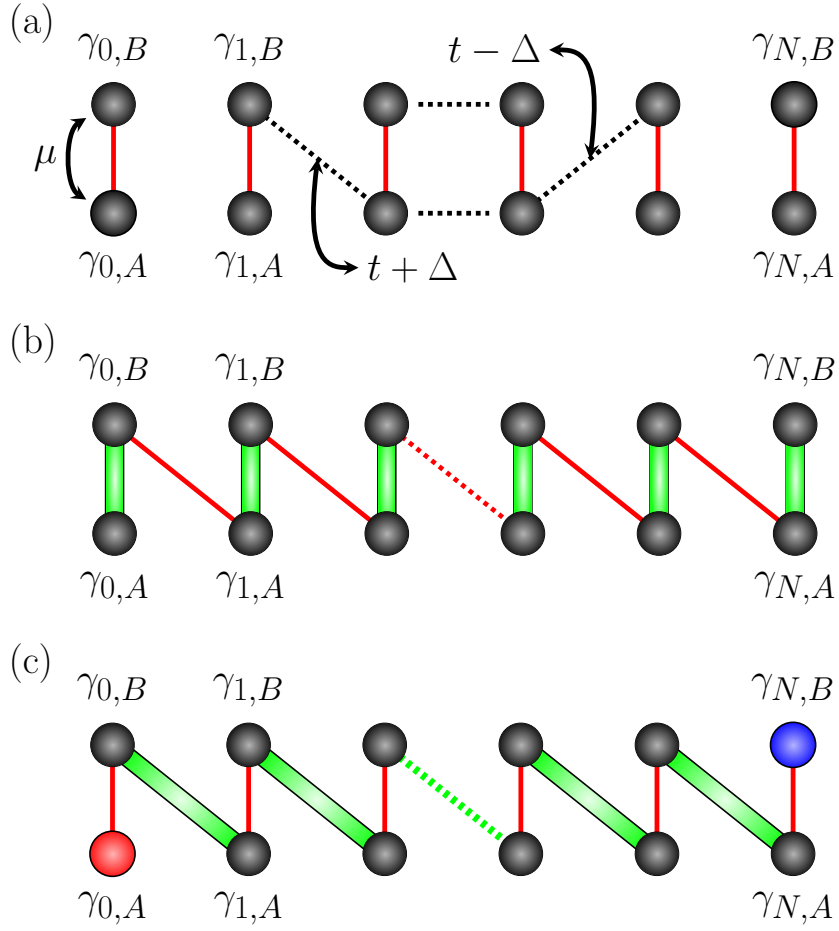 (a)
γ0,B γ1,B t − Δ γN,B
μ
γ0,A γ1,A t + Δ γN,A
(b)
γ0,B γ1,B γN,B
γ0,A γ1,A γN,A
(c)
γ0,B γ1,B γN,B
γ0,A γ1,A γN,A